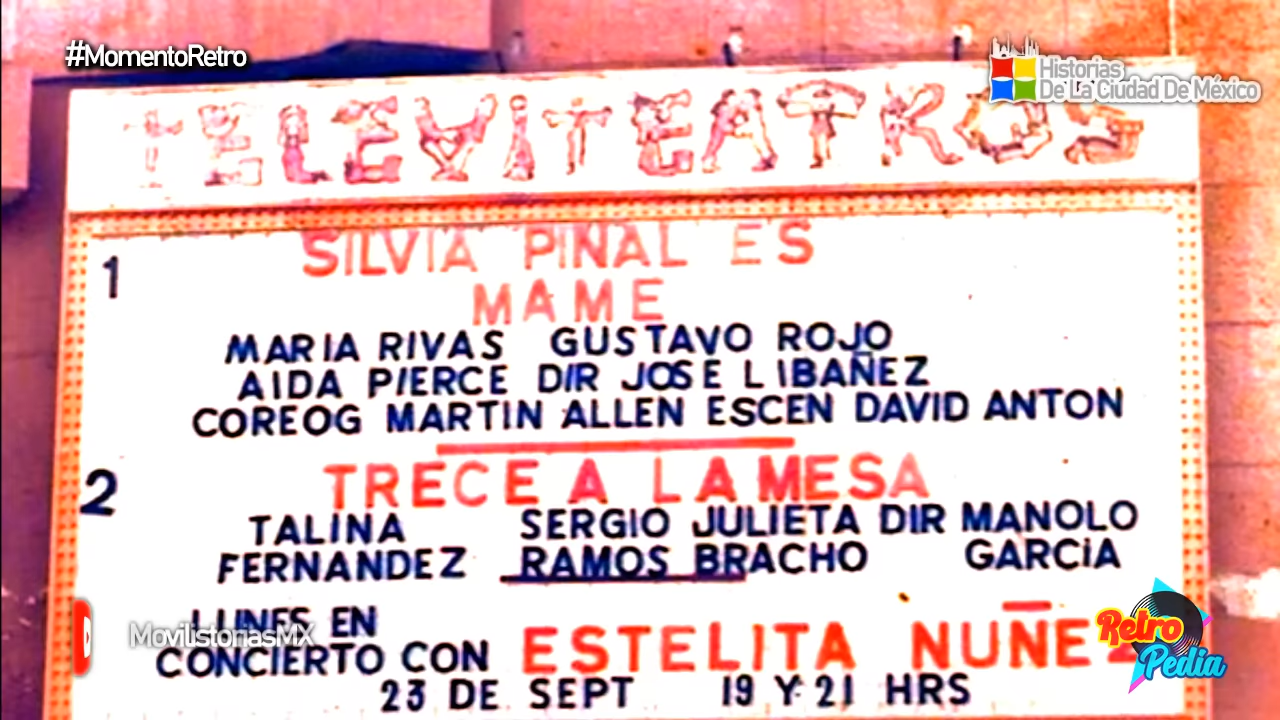 #MomentoRetro
Historias
De La Ciudad De México
TELEVITEATROS
1
SILVIA PINAL ES
MAME
MARIA RIVAS GUSTAVO ROJO
AIDA PIERCE DIR JOSE L IBAÑEZ
COREOG MARTIN ALLEN ESCEN DAVID ANTON
2
TRECE A LA MESA
TALINA SERGIO JULIETA DIR MANOLO
FERNANDEZ RAMOS BRACHO GARCIA
LUNES EN
MovilistoriasMX
CONCIERTO CON ESTELITA NUÑEZ
23 DE SEPT 19 Y 21 HRS
Retro
Pedia